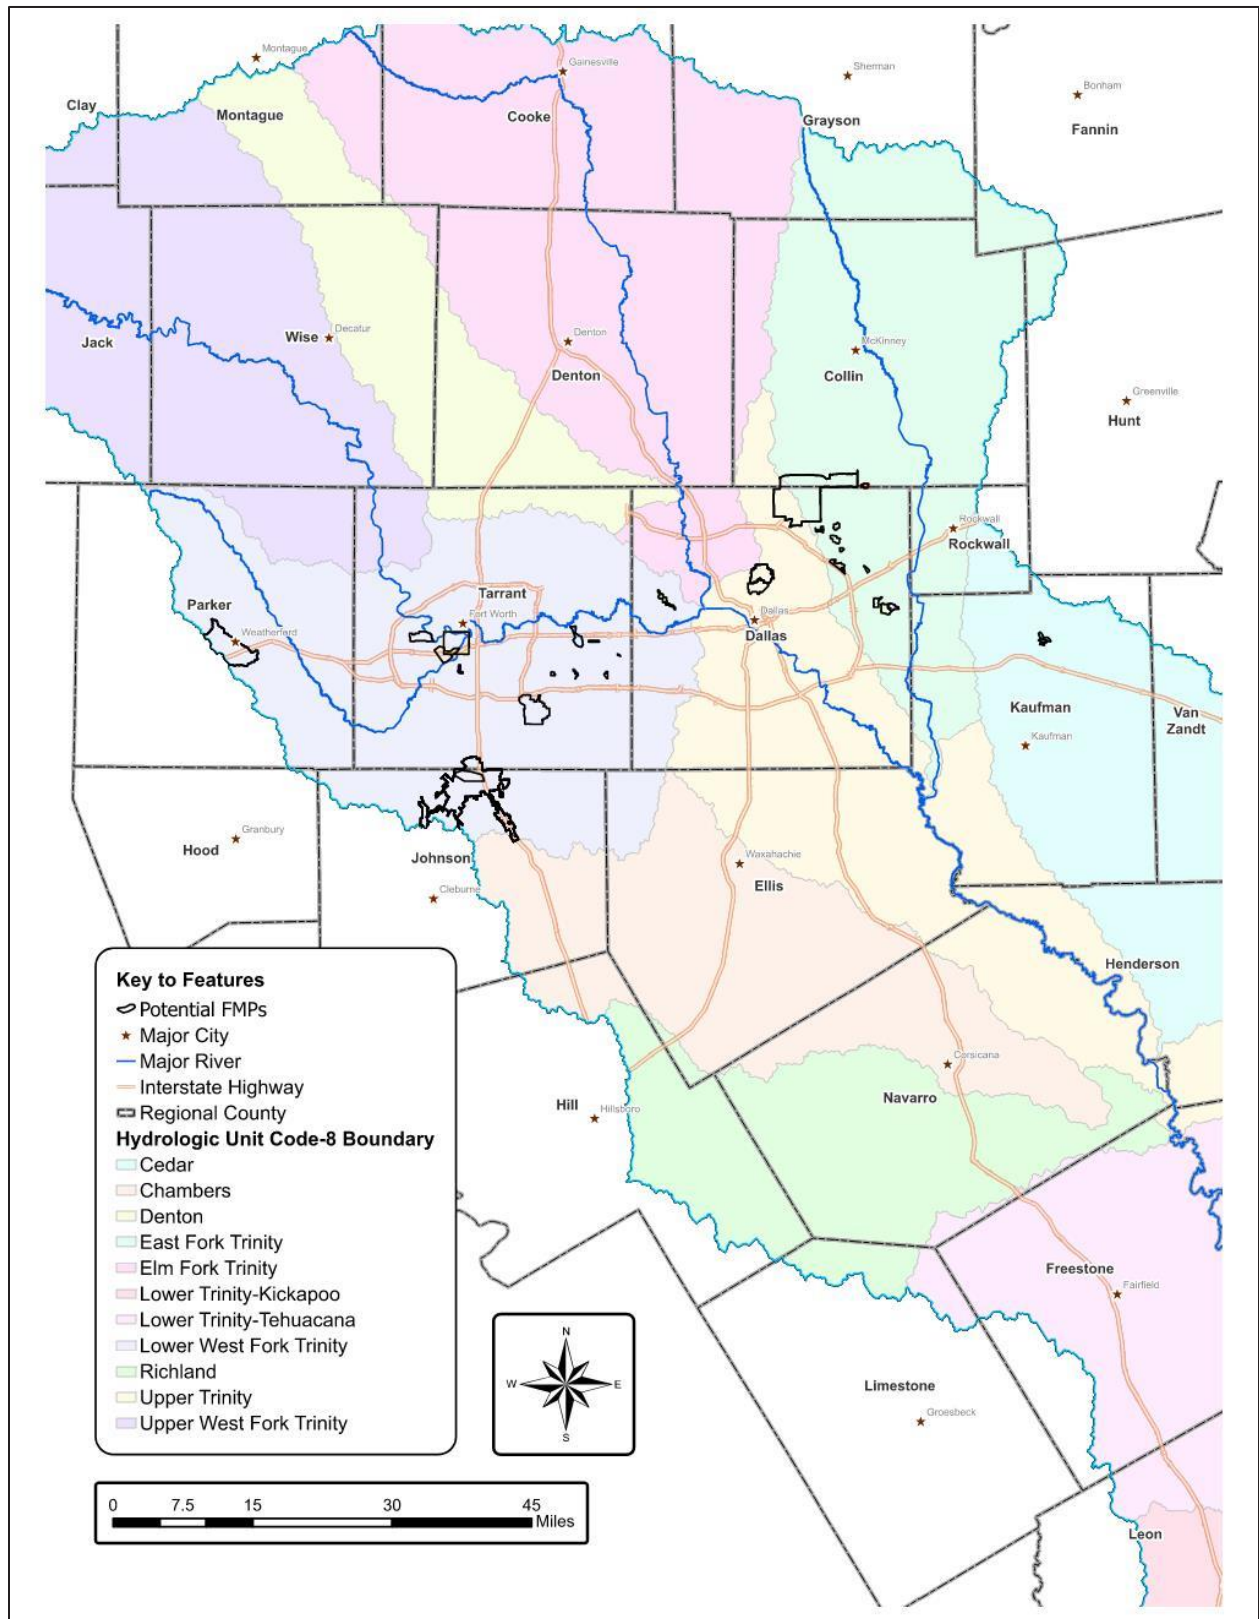 Montague
Gainesville
Sherman
Bonham
Clay
Montague
Cooke
Grayson
Fannin
Jack
Wise
Decatur
Denton
Denton
McKinney
Collin
Greenville
Hunt
Rockwall
Rockwall
Parker
Weatherford
Tarrant
Fort Worth
Dallas
Dallas
Kaufman
Kaufman
Van
Zandt
Granbury
Hood
Johnson
Cleburne
Waxahachie
Ellis
Henderson
Corsicana
Navarro
Hill
Hillsboro
Freestone
Fairfield
Limestone
Groesbeck
Leon
Key to Features
Potential FMPs
Major City
Major River
Interstate Highway
Regional County
Hydrologic Unit Code-8 Boundary
Cedar
Chambers
Denton
East Fork Trinity
Elm Fork Trinity
Lower Trinity-Kickapoo
Lower Trinity-Tehuacana
Lower West Fork Trinity
Richland
Upper Trinity
Upper West Fork Trinity
N
W E
S
0 7.5 15 30 45
Miles